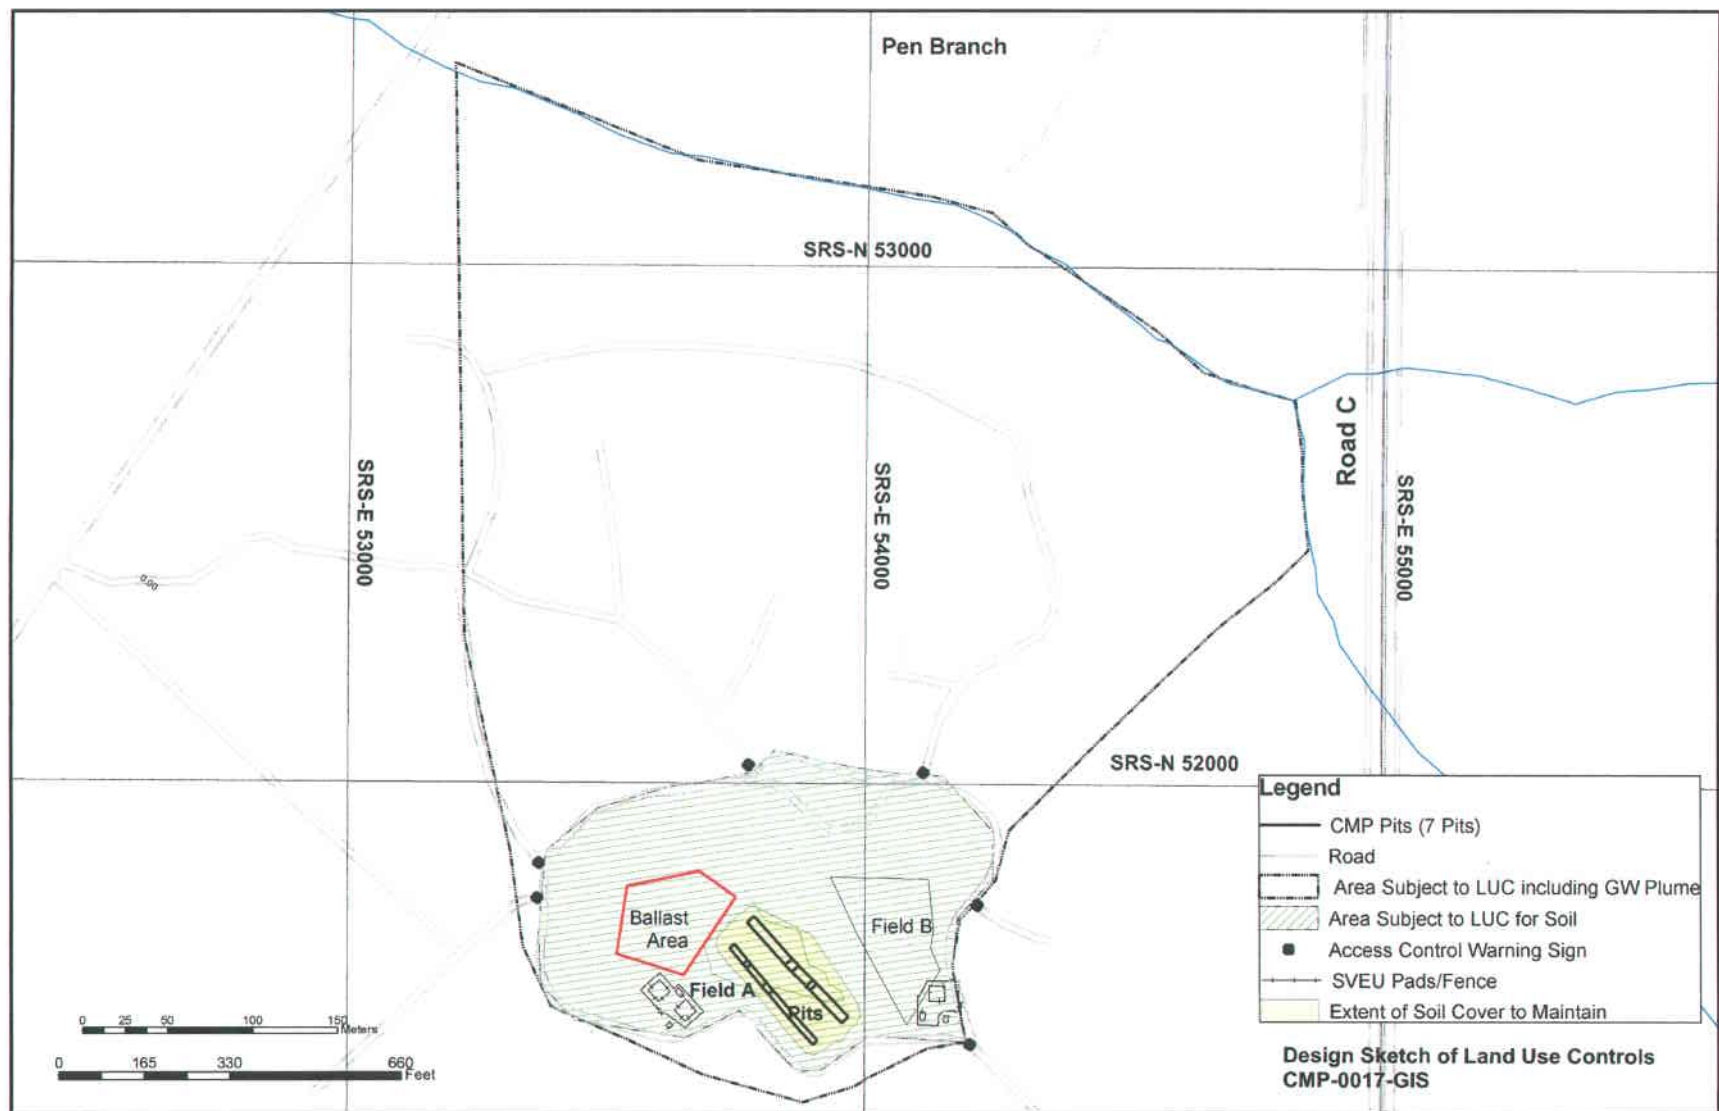 Pen Branch
SRS-N 53000
Road C
SRS-E 53000
SRS-E 54000
SRS-E 55000
0.00
SRS-N 52000
Ballast
Area
Field B
Field A
Pits
0 25 50 100 150
Meters
0 165 330 660
Feet
Legend
CMP Pits (7 Pits)
Road
Area Subject to LUC including GW Plume
Area Subject to LUC for Soil
Access Control Warning Sign
SVEU Pads/Fence
Extent of Soil Cover to Maintain
Design Sketch of Land Use Controls
CMP-0017-GIS